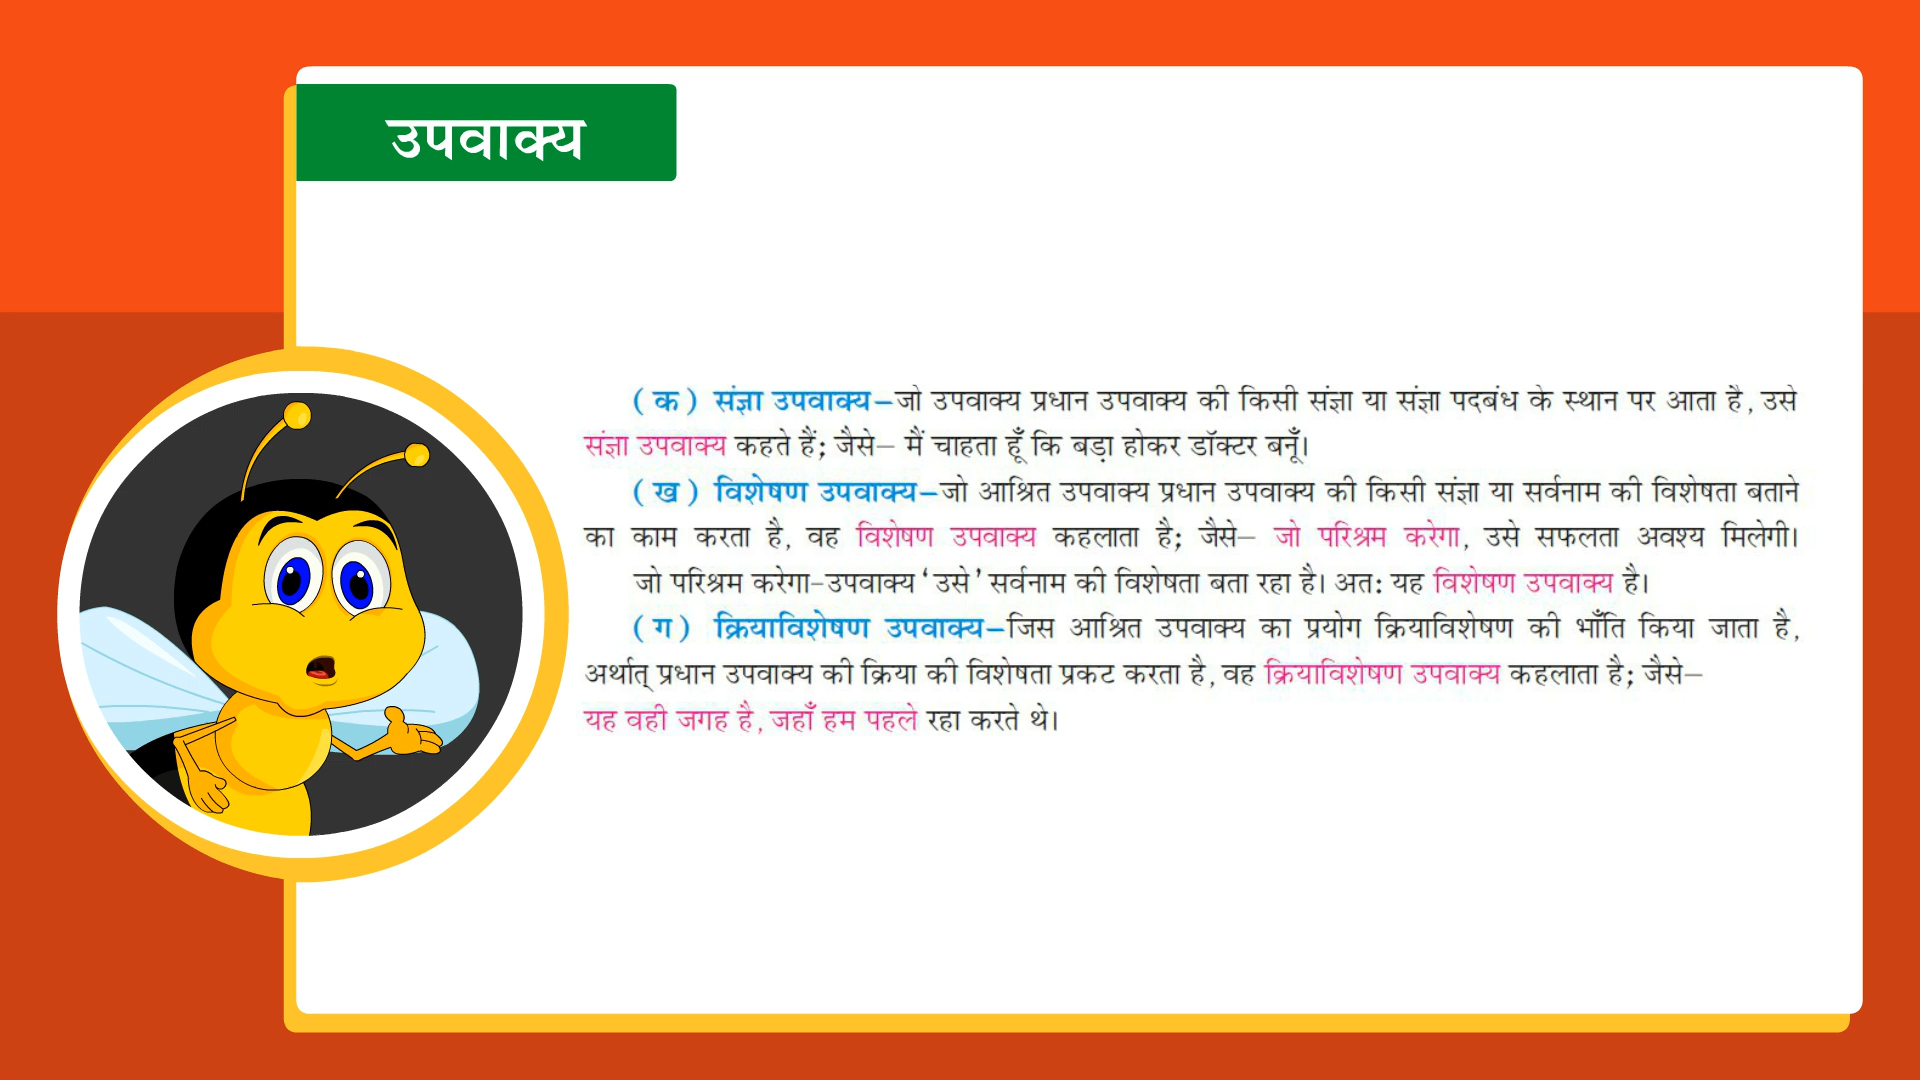 उपवाक्य
( क ) संज्ञा उपवाक्य–जो उपवाक्य प्रधान उपवाक्य की किसी संज्ञा या संज्ञा पदबंध के स्थान पर आता है, उसे
संज्ञा उपवाक्य कहते हैं; जैसे– मैं चाहता हूँ कि बड़ा होकर डॉक्टर बनूँ।
( ख ) विशेषण उपवाक्य–जो आश्रित उपवाक्य प्रधान उपवाक्य की किसी संज्ञा या सर्वनाम की विशेषता बताने
का काम करता है, वह विशेषण उपवाक्य कहलाता है; जैसे– जो परिश्रम करेगा, उसे सफलता अवश्य मिलेगी।
जो परिश्रम करेगा-उपवाक्य ‘उसे’ सर्वनाम की विशेषता बता रहा है। अत: यह विशेषण उपवाक्य है।
( ग ) क्रियाविशेषण उपवाक्य–जिस आश्रित उपवाक्य का प्रयोग क्रियाविशेषण की भाँति किया जाता है,
अर्थात् प्रधान उपवाक्य की क्रिया की विशेषता प्रकट करता है, वह क्रियाविशेषण उपवाक्य कहलाता है; जैसे–
यह वही जगह है, जहाँ हम पहले रहा करते थे।